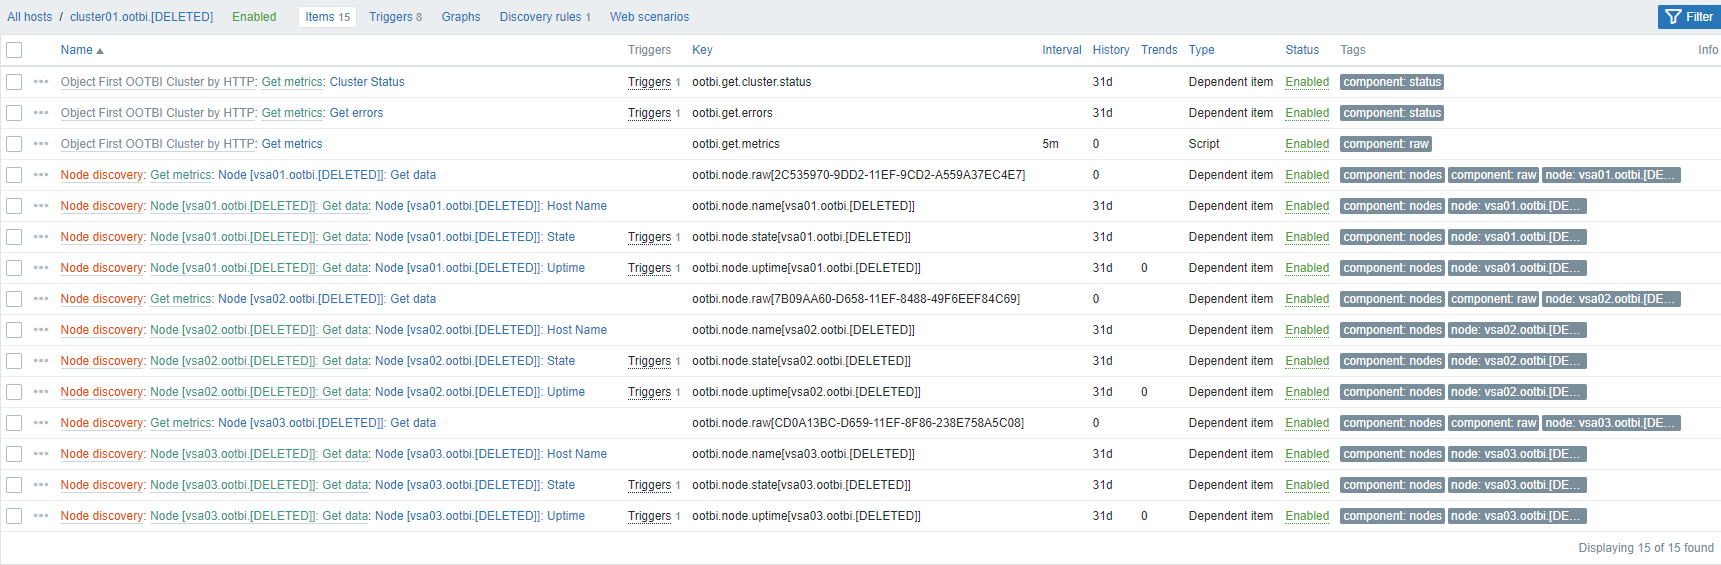 All hosts / cluster01.ootbi.[DELETED] Enabled Items 15 Triggers 8 Graphs Discovery rules 1 Web scenarios Filter
Name Triggers Key Interval History Trends Type Status Tags Info
Object First OOTBI Cluster by HTTP: Get metrics: Cluster Status Triggers 1 ootbi.get.cluster.status 31d Dependent item Enabled component: status
Object First OOTBI Cluster by HTTP: Get metrics: Get errors Triggers 1 ootbi.get.errors 31d Dependent item Enabled component: status
Object First OOTBI Cluster by HTTP: Get metrics ootbi.get.metrics 5m 0 Script Enabled component: raw
Node discovery: Get metrics: Node [vsa01.ootbi.[DELETED]]: Get data ootbi.node.raw[2C535970-9DD2-11EF-9CD2-A559A37EC4E7] 0 Dependent item Enabled component: nodes component: raw node: vsa01.ootbi.[DE...
Node discovery: Node [vsa01.ootbi.[DELETED]]: Get data: Node [vsa01.ootbi.[DELETED]]: Host Name ootbi.node.name[vsa01.ootbi.[DELETED]] 31d Dependent item Enabled component: nodes node: vsa01.ootbi.[DE...
Node discovery: Node [vsa01.ootbi.[DELETED]]: Get data: Node [vsa01.ootbi.[DELETED]]: State Triggers 1 ootbi.node.state[vsa01.ootbi.[DELETED]] 31d Dependent item Enabled component: nodes node: vsa01.ootbi.[DE...
Node discovery: Node [vsa01.ootbi.[DELETED]]: Get data: Node [vsa01.ootbi.[DELETED]]: Uptime Triggers 1 ootbi.node.uptime[vsa01.ootbi.[DELETED]] 31d 0 Dependent item Enabled component: nodes node: vsa01.ootbi.[DE...
Node discovery: Get metrics: Node [vsa02.ootbi.[DELETED]]: Get data ootbi.node.raw[7B09AA60-D658-11EF-8488-49F6EEF84C69] 0 Dependent item Enabled component: nodes component: raw node: vsa02.ootbi.[DE...
Node discovery: Node [vsa02.ootbi.[DELETED]]: Get data: Node [vsa02.ootbi.[DELETED]]: Host Name ootbi.node.name[vsa02.ootbi.[DELETED]] 31d Dependent item Enabled component: nodes node: vsa02.ootbi.[DE...
Node discovery: Node [vsa02.ootbi.[DELETED]]: Get data: Node [vsa02.ootbi.[DELETED]]: State Triggers 1 ootbi.node.state[vsa02.ootbi.[DELETED]] 31d Dependent item Enabled component: nodes node: vsa02.ootbi.[DE...
Node discovery: Node [vsa02.ootbi.[DELETED]]: Get data: Node [vsa02.ootbi.[DELETED]]: Uptime Triggers 1 ootbi.node.uptime[vsa02.ootbi.[DELETED]] 31d 0 Dependent item Enabled component: nodes node: vsa02.ootbi.[DE...
Node discovery: Get metrics: Node [vsa03.ootbi.[DELETED]]: Get data ootbi.node.raw[CD0A13BC-D659-11EF-8F86-238E758A5C08] 0 Dependent item Enabled component: nodes component: raw node: vsa03.ootbi.[DE...
Node discovery: Node [vsa03.ootbi.[DELETED]]: Get data: Node [vsa03.ootbi.[DELETED]]: Host Name ootbi.node.name[vsa03.ootbi.[DELETED]] 31d Dependent item Enabled component: nodes node: vsa03.ootbi.[DE...
Node discovery: Node [vsa03.ootbi.[DELETED]]: Get data: Node [vsa03.ootbi.[DELETED]]: State Triggers 1 ootbi.node.state[vsa03.ootbi.[DELETED]] 31d Dependent item Enabled component: nodes node: vsa03.ootbi.[DE...
Node discovery: Node [vsa03.ootbi.[DELETED]]: Get data: Node [vsa03.ootbi.[DELETED]]: Uptime Triggers 1 ootbi.node.uptime[vsa03.ootbi.[DELETED]] 31d 0 Dependent item Enabled component: nodes node: vsa03.ootbi.[DE...
Displaying 15 of 15 found